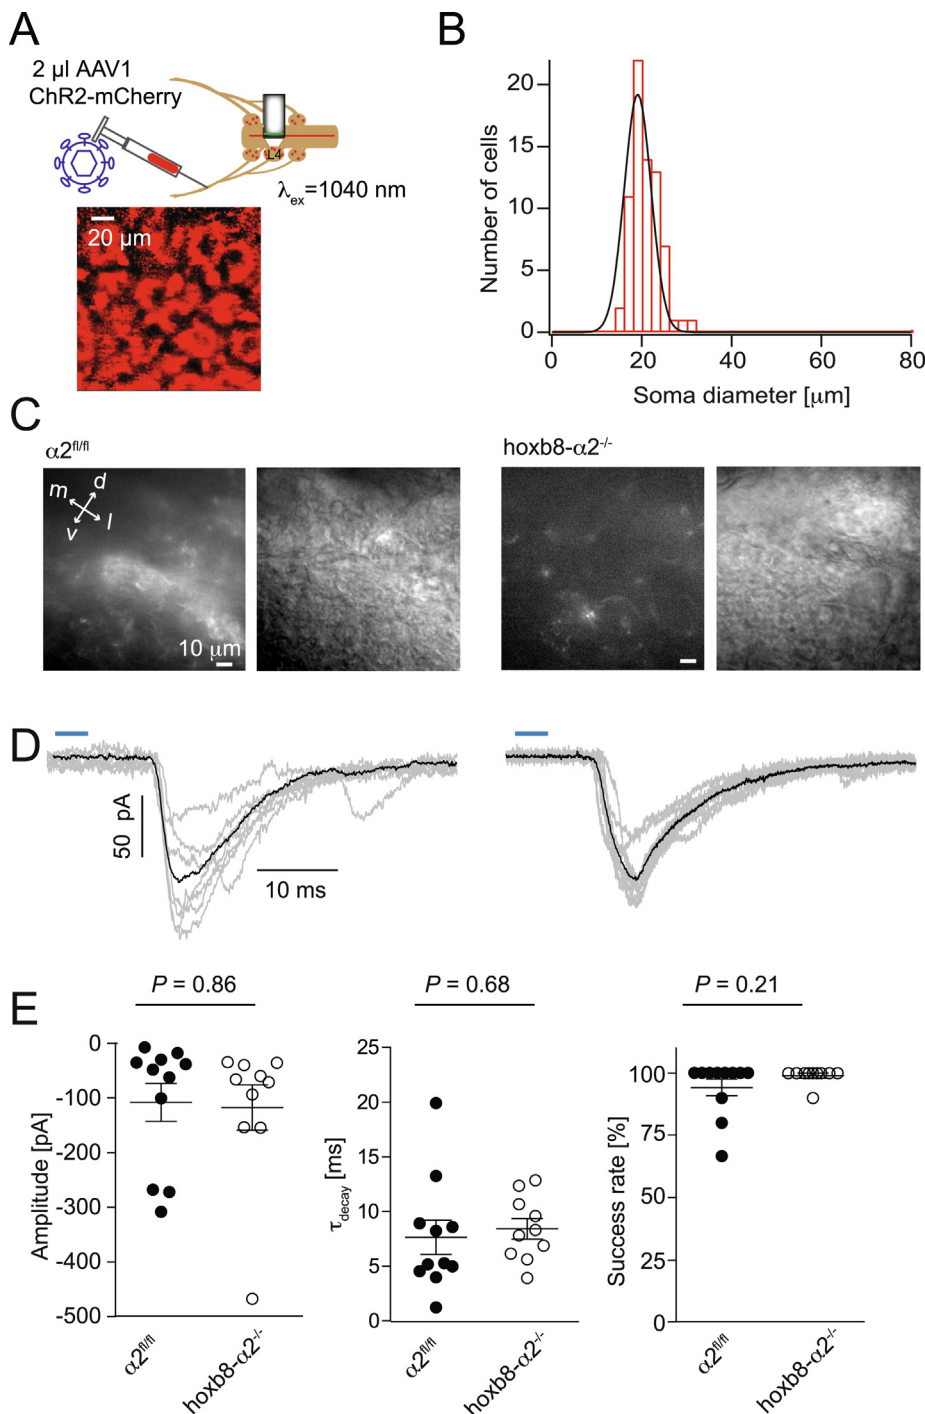 A
2 µl AAV1
ChR2-mCherry
L4
λex=1040 nm
20 µm
B
Number of cells
20
15
10
5
0
0 20 40 60 80
Soma diameter [µm]
C
α2fl/fl
hoxb8-α2-/-
m d
v l
10 µm
D
50 pA
10 ms
E
P = 0.86
P = 0.68
P = 0.21
Amplitude [pA]
0
-100
-200
-300
-400
-500
α2fl/fl
hoxb8-α2-/-
τdecay [ms]
25
20
15
10
5
0
α2fl/fl
hoxb8-α2-/-
Success rate [%]
100
75
50
25
0
α2fl/fl
hoxb8-α2-/-